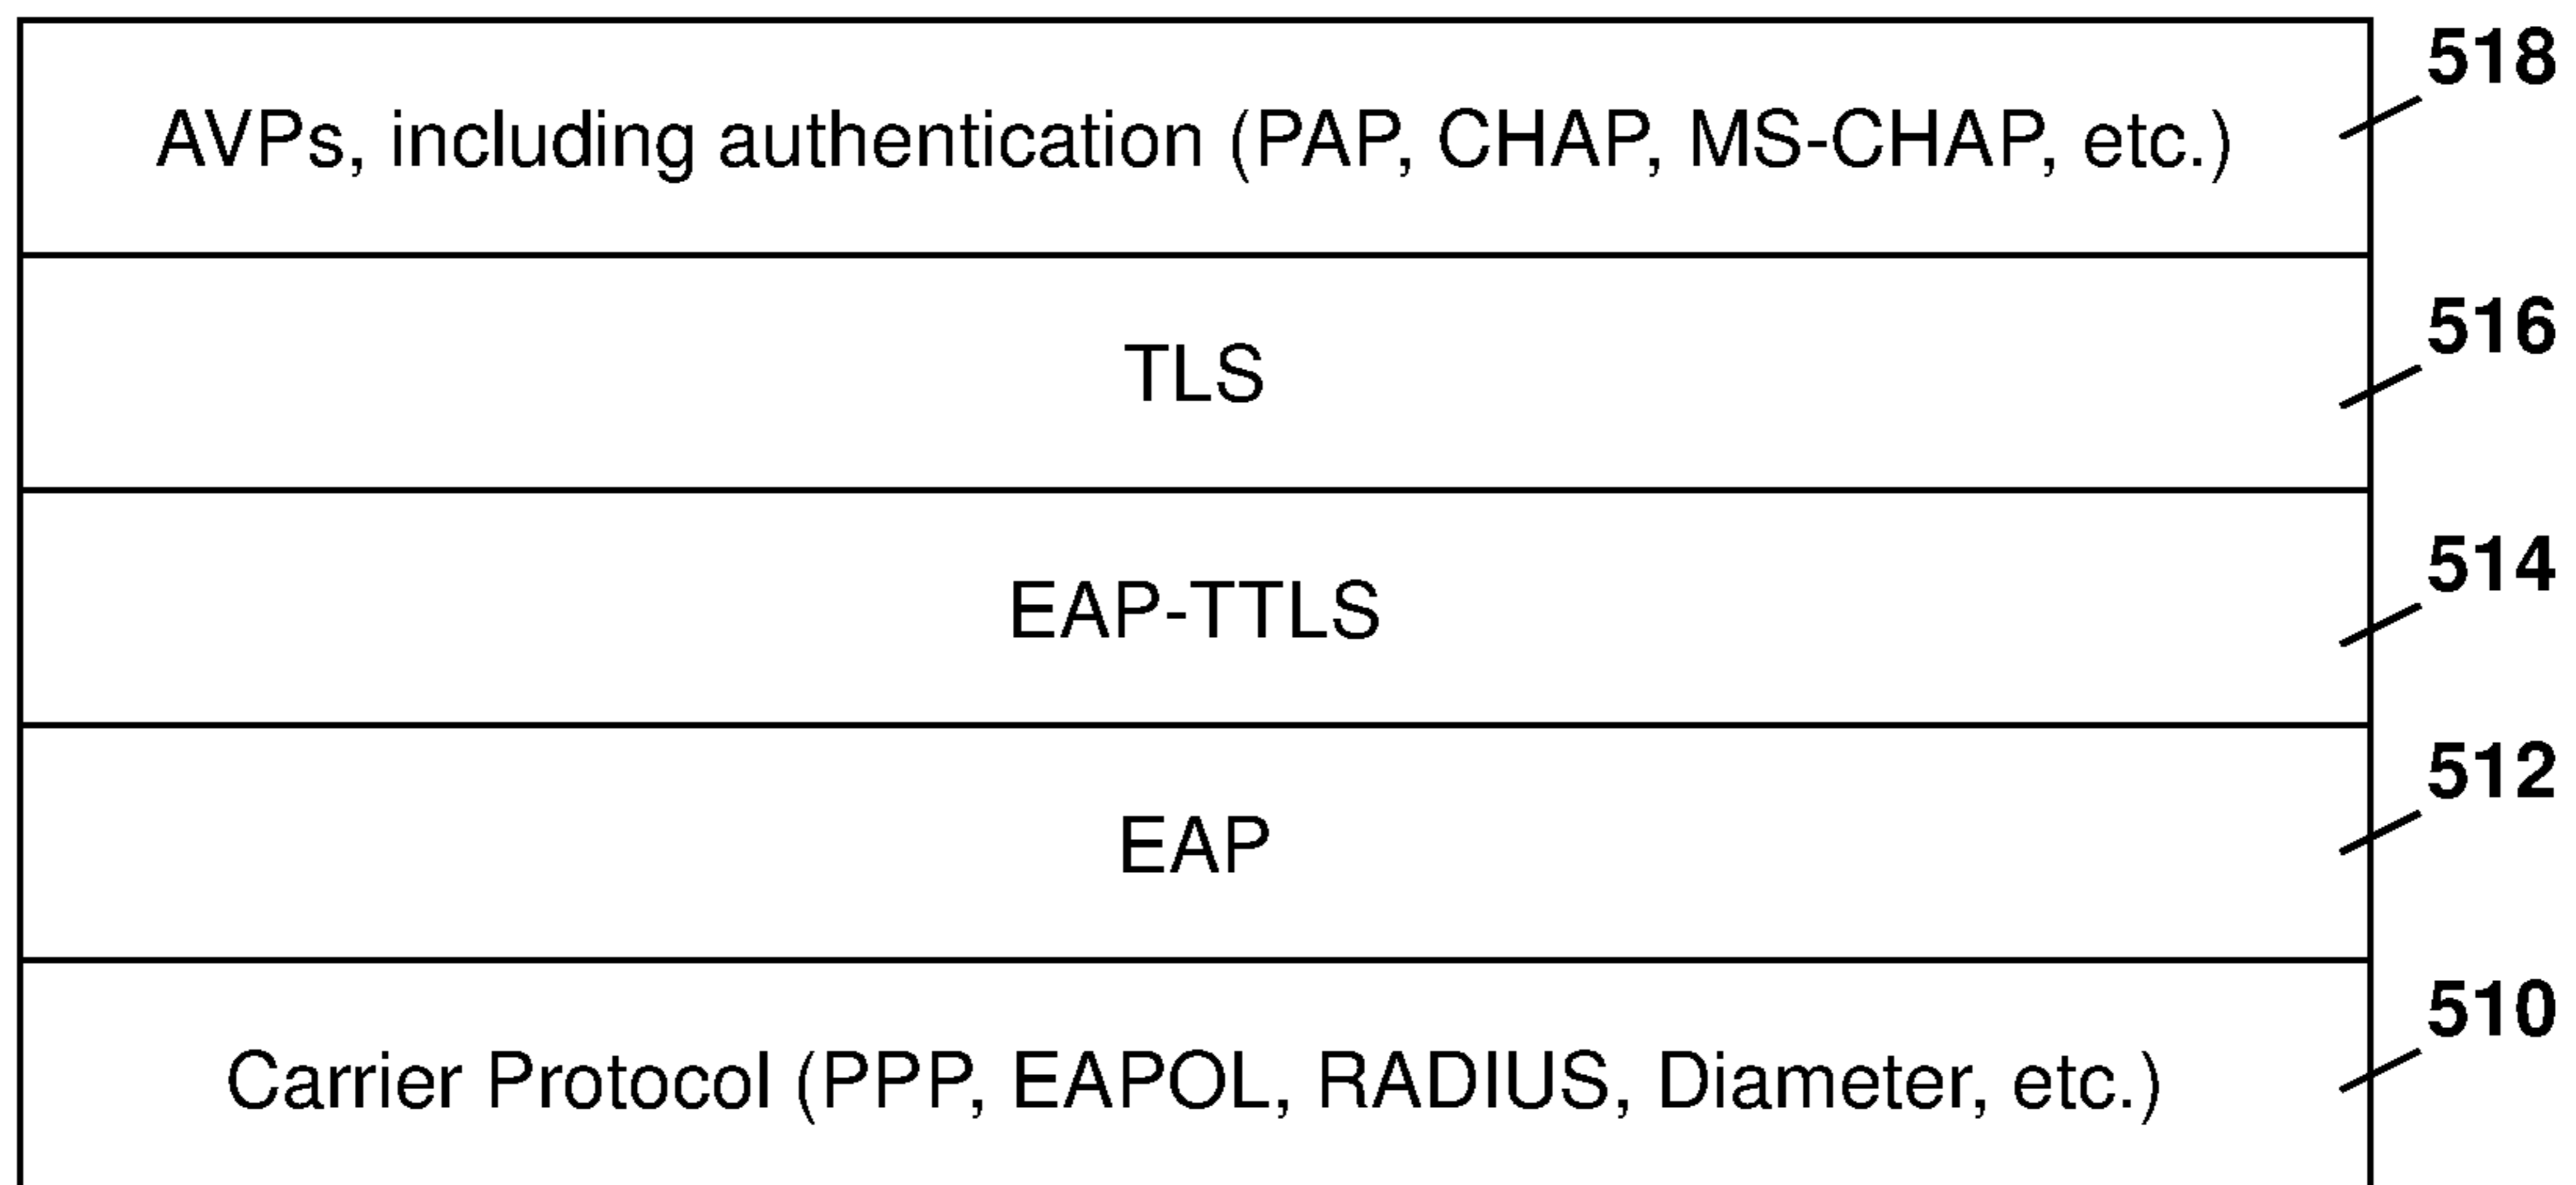 518
AVPs, including authentication (PAP, CHAP, MS-CHAP, etc.)
516
TLS
514
EAP-TTLS
512
EAP
510
Carrier Protocol (PPP, EAPOL, RADIUS, Diameter, etc.)